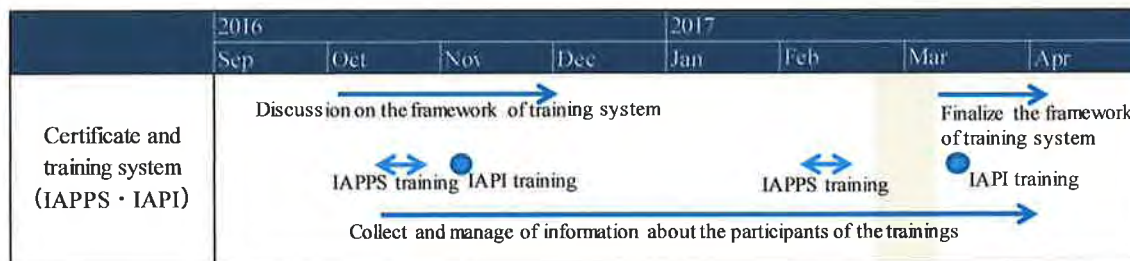 2016 2017
Sep Oct Nov Dec Jan Feb Mar Apr
Certificate and
training system
(IAPPS・IAPI)
Discussion on the framework of training system
Finalize the framework
of training system
IAPPS training IAPI training IAPPS training IAPI training
Collect and manage of information about the participants of the trainings